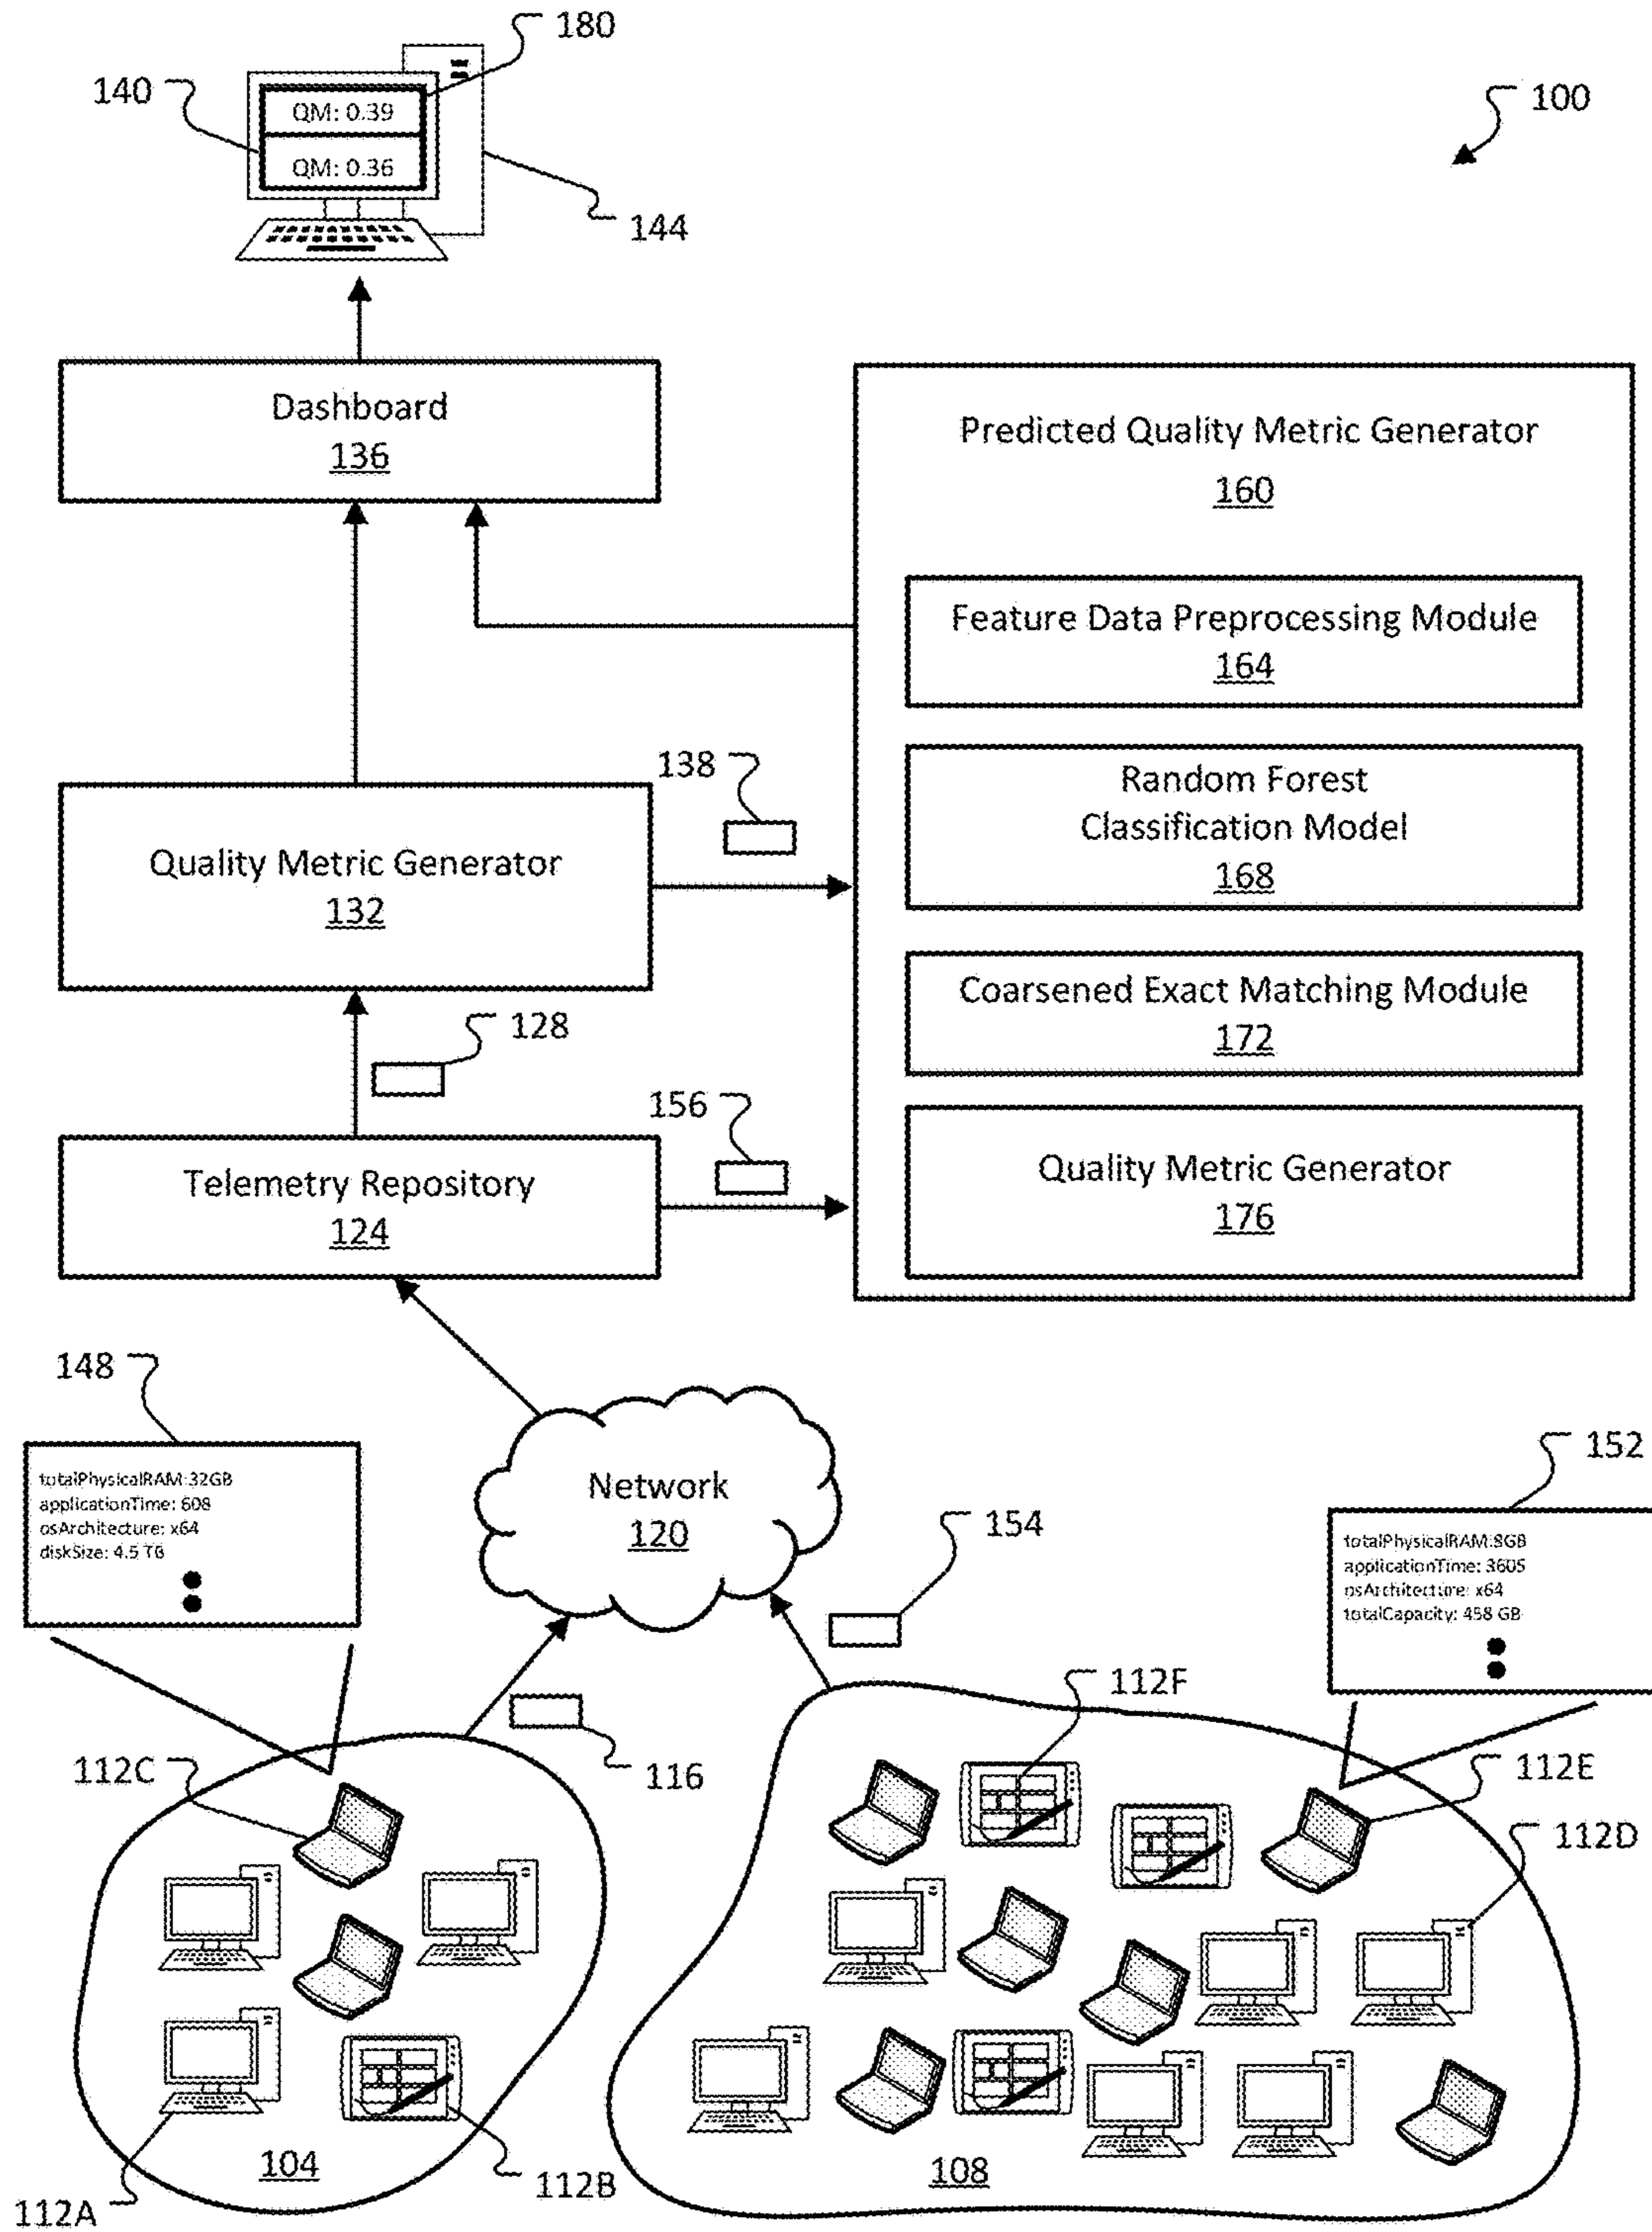 180
140
QM: 0.39
QM: 0.36
100
144
Dashboard
136
Predicted Quality Metric Generator
160
Feature Data Preprocessing Module
164
138
Random Forest
Classification Model
168
Quality Metric Generator
132
Coarsened Exact Matching Module
172
128
156
Telemetry Repository
124
Quality Metric Generator
176
148
totalPhysicalRAM:32GB
applicationTime: 608
osArchitecture: x64
diskSize: 4.5 TB
Network
120
154
152
totalPhysicalRAM:8GB
applicationTime: 3605
osArchitecture: x64
totalCapacity: 458 GB
116
112F
112C
112E
112D
104
112B
112A
108